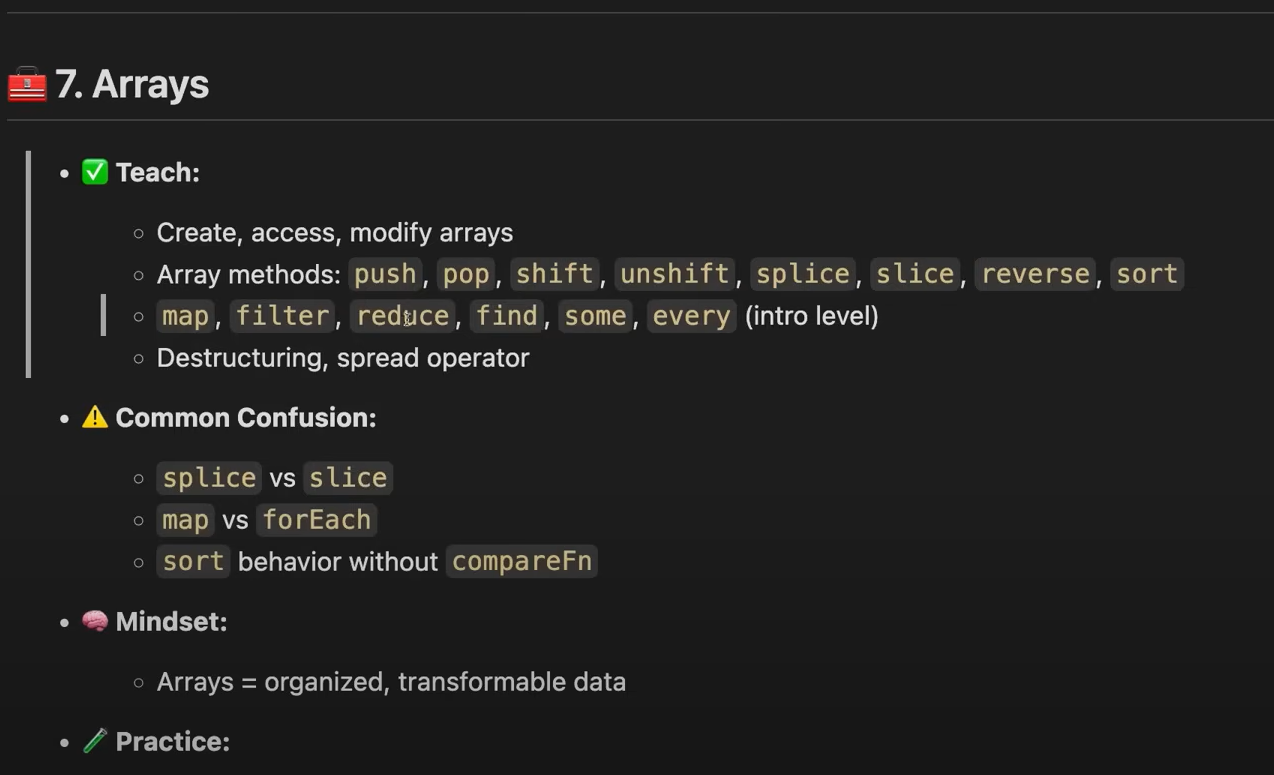 7. Arrays
Teach:
Create, access, modify arrays
Array methods: push, pop, shift, unshift, splice, slice, reverse, sort
map, filter, reduce, find, some, every (intro level)
Destructuring, spread operator
Common Confusion:
splice vs slice
map vs forEach
sort behavior without compareFn
Mindset:
Arrays = organized, transformable data
Practice: